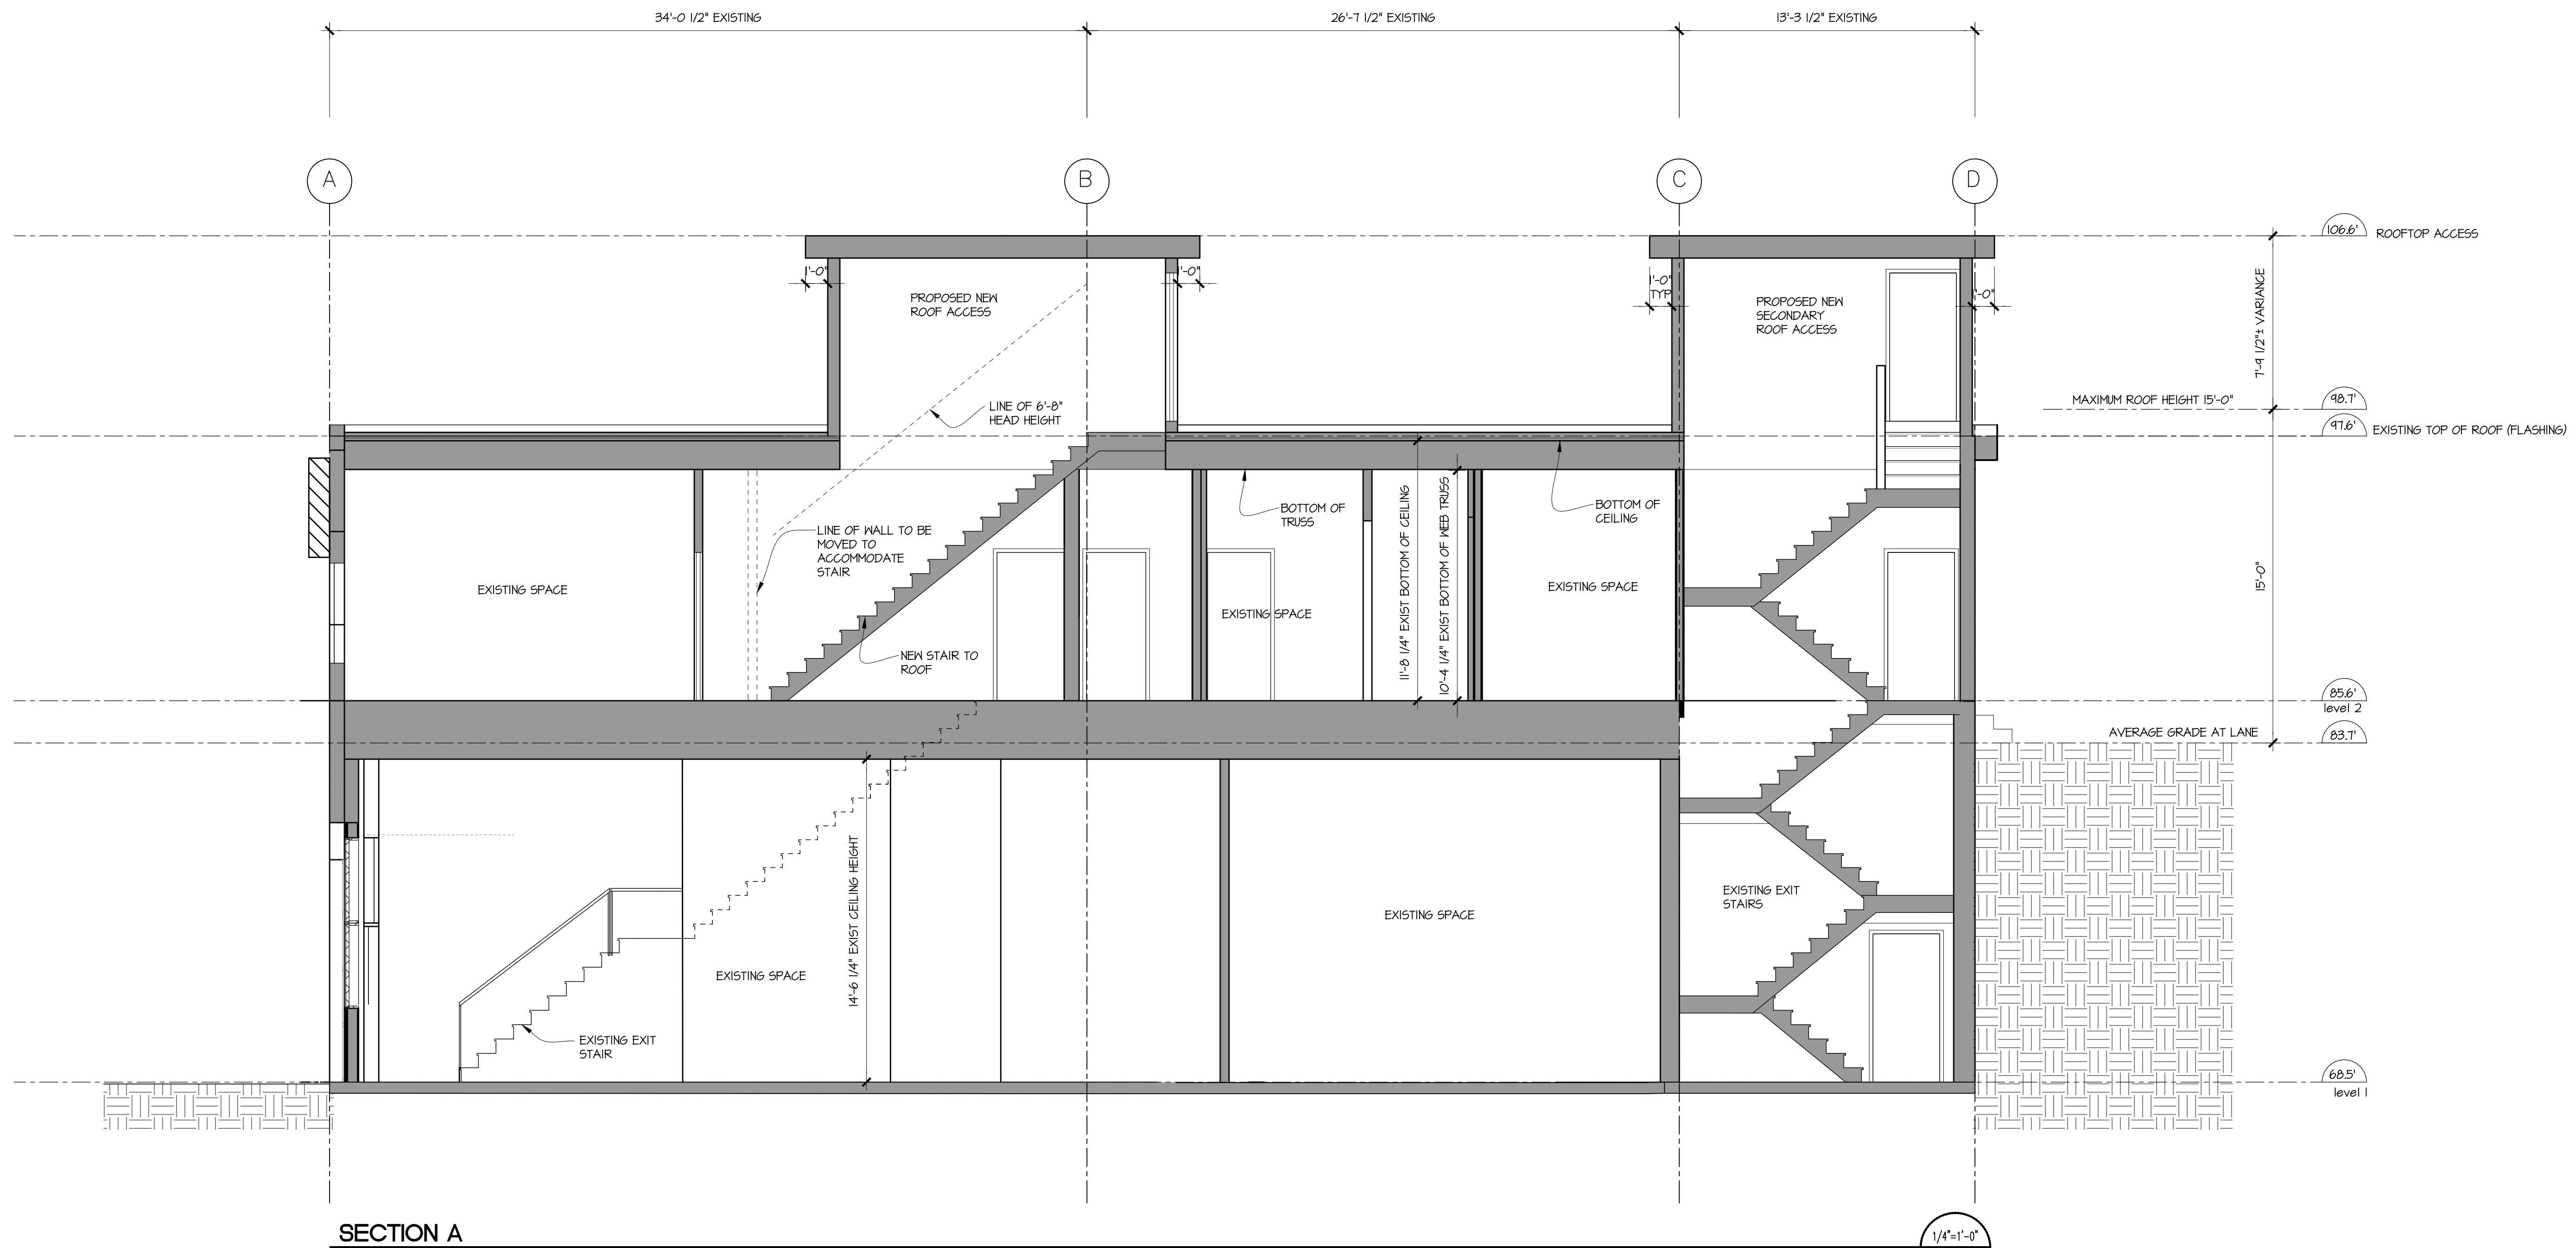 34'-0 1/2" EXISTING
26'-7 1/2" EXISTING
13'-3 1/2" EXISTING
A
B
C
D
106.6'
ROOFTOP ACCESS
1'-0"
1'-0"
1'-0"
TYP
1'-0"
PROPOSED NEW
ROOF ACCESS
PROPOSED NEW
SECONDARY
ROOF ACCESS
7'-9 1/2"± VARIANCE
LINE OF 6'-8"
HEAD HEIGHT
MAXIMUM ROOF HEIGHT 15'-0"
98.7'
97.6'
EXISTING TOP OF ROOF (FLASHING)
BOTTOM OF
TRUSS
BOTTOM OF
CEILING
11'-8 1/4" EXIST BOTTOM OF CEILING
10'-4 1/4" EXIST BOTTOM OF WEB TRUSS
LINE OF WALL TO BE
MOVED TO
ACCOMMODATE
STAIR
EXISTING SPACE
EXISTING SPACE
EXISTING SPACE
15'-0"
NEW STAIR TO
ROOF
85.6'
level 2
AVERAGE GRADE AT LANE
83.7'
14'-6 1/4" EXIST CEILING HEIGHT
EXISTING EXIT
STAIRS
EXISTING SPACE
EXISTING SPACE
EXISTING EXIT
STAIR
68.5'
level 1
SECTION A
1/4"=1'-0"